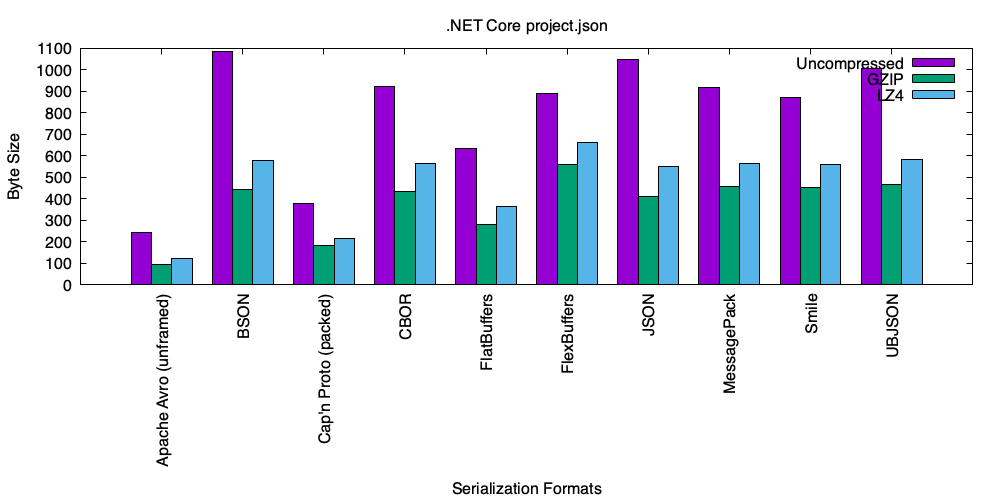 .NET Core project.json
Uncompressed
GZIP
LZ4
Byte Size
1100
1000
900
800
700
600
500
400
300
200
100
0
Apache Avro (unframed)
BSON
Cap'n Proto (packed)
CBOR
FlatBuffers
FlexBuffers
JSON
MessagePack
Smile
UBJSON
Serialization Formats